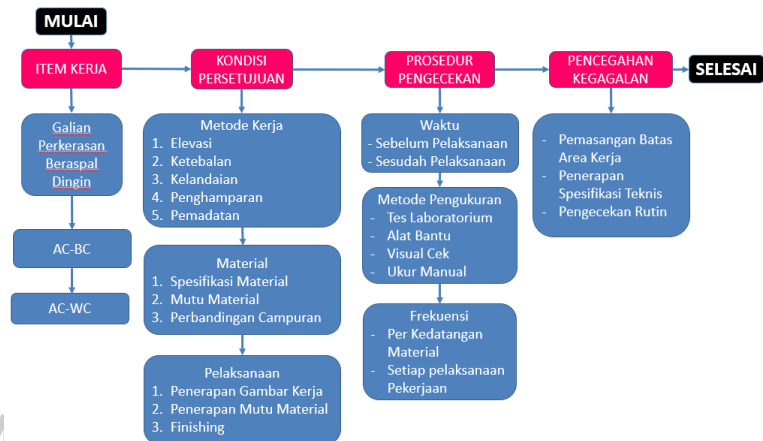 MULAI
ITEM KERJA
KONDISI
PERSETUJUAN
PROSEDUR
PENGECEKAN
PENCEGAHAN
KEGAGALAN
SELESAI
Galian
Perkerasan
Beraspal
Dingin
AC-BC
AC-WC
Metode Kerja
1. Elevasi
2. Ketebalan
3. Kelandaian
4. Penghamparan
5. Pemadatan
Material
1. Spesifikasi Material
2. Mutu Material
3. Perbandingan Campuran
Pelaksanaan
1. Penerapan Gambar Kerja
2. Penerapan Mutu Material
3. Finishing
Waktu
- Sebelum Pelaksanaan
- Sesudah Pelaksanaan
Metode Pengukuran
- Tes Laboratorium
- Alat Bantu
- Visual Cek
- Ukur Manual
Frekuensi
- Per Kedatangan
Material
- Setiap pelaksanaan
Pekerjaan
- Pemasangan Batas
Area Kerja
- Penerapan
Spesifikasi Teknis
- Pengecekan Rutin